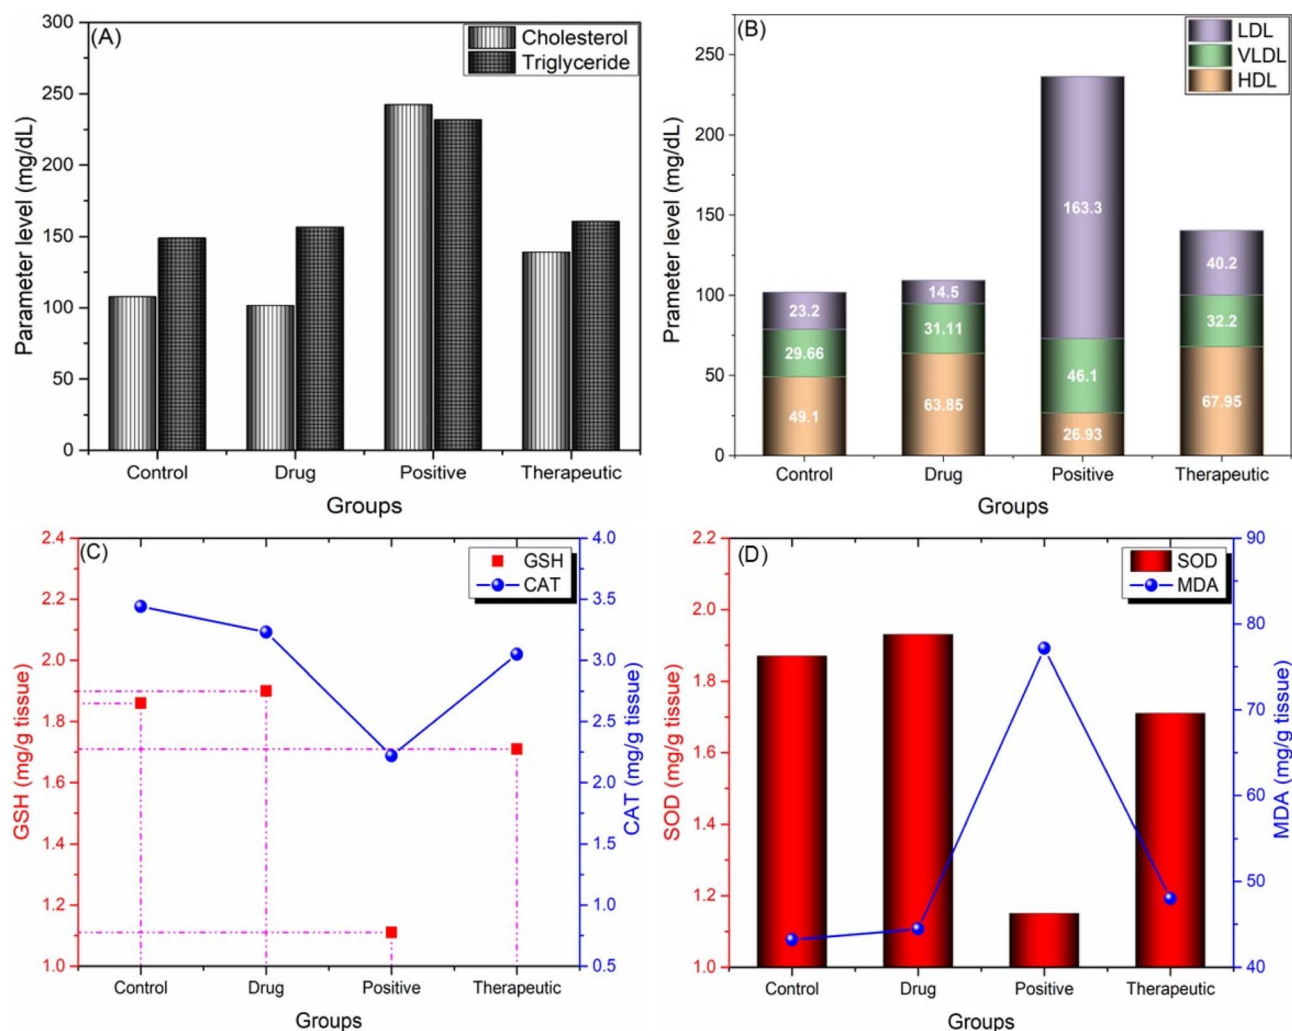 (A)
Cholesterol
Triglyceride
300
250
200
150
100
50
0
Parameter level (mg/dL)
Control Drug Positive Therapeutic
Groups
(B)
LDL
VLDL
HDL
250
200
150
100
50
0
Prameter level (mg/dL)
23.2
29.66
49.1
14.5
31.11
63.85
163.3
46.1
26.93
40.2
32.2
67.95
Control Drug Positive Therapeutic
Groups
(C)
GSH
CAT
2.4
2.2
2.0
1.8
1.6
1.4
1.2
1.0
GSH (mg/g tissue)
4.0
3.5
3.0
2.5
2.0
1.5
1.0
0.5
CAT (mg/g tissue)
Control Drug Positive Therapeutic
Groups
(D)
SOD
MDA
2.2
2.0
1.8
1.6
1.4
1.2
1.0
SOD (mg/g tissue)
90
80
70
60
50
40
MDA (mg/g tissue)
Control Drug Positive Therapeutic
Groups